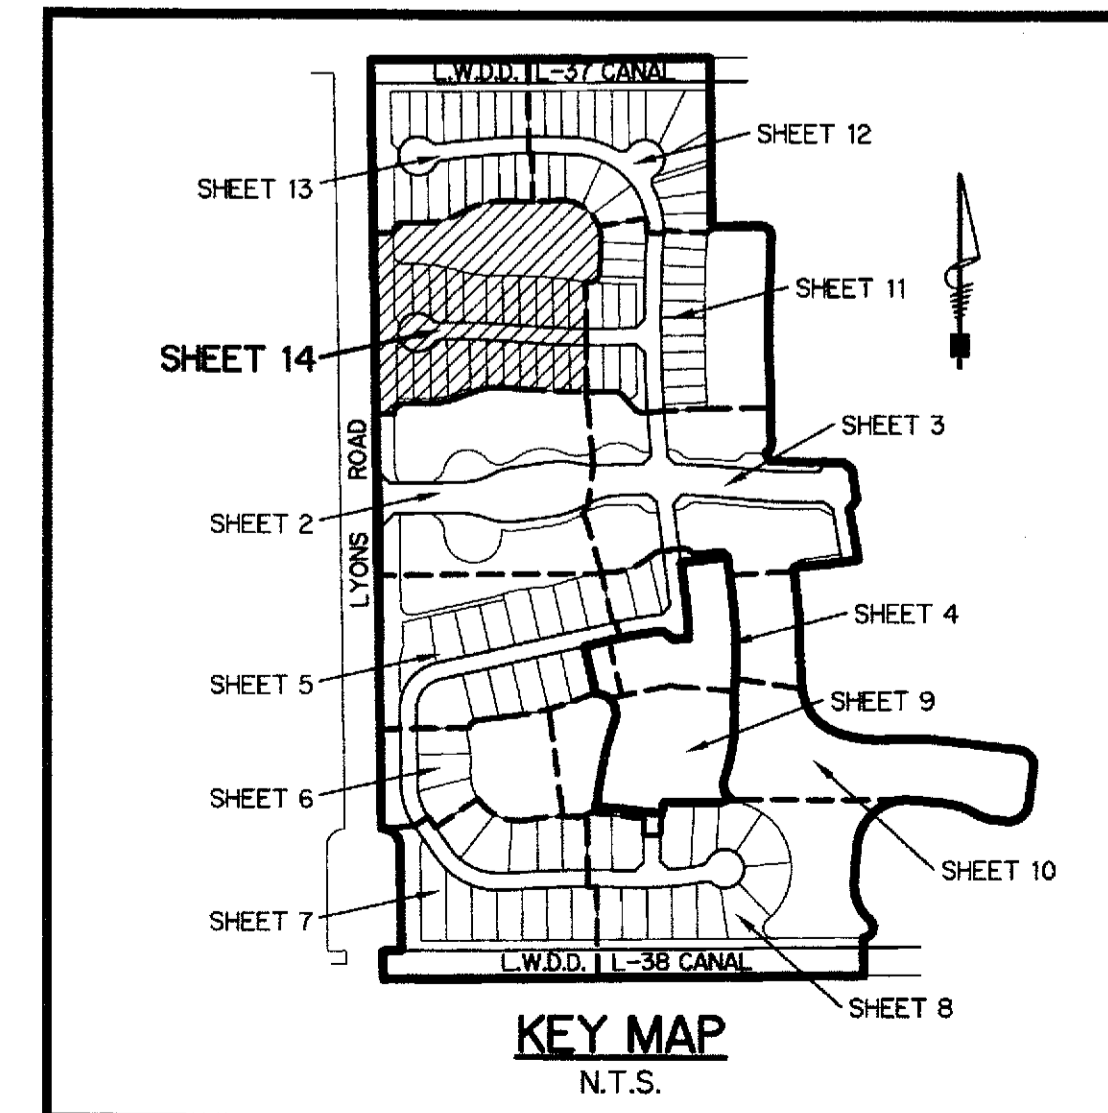 L.W.D.D. L-37 CANAL
SHEET 12
SHEET 13
SHEET 11
SHEET 14
SHEET 3
LYONS ROAD
SHEET 2
SHEET 4
SHEET 5
SHEET 9
SHEET 6
SHEET 10
SHEET 7
L.W.D.D. L-38 CANAL
SHEET 8
KEY MAP
N.T.S.